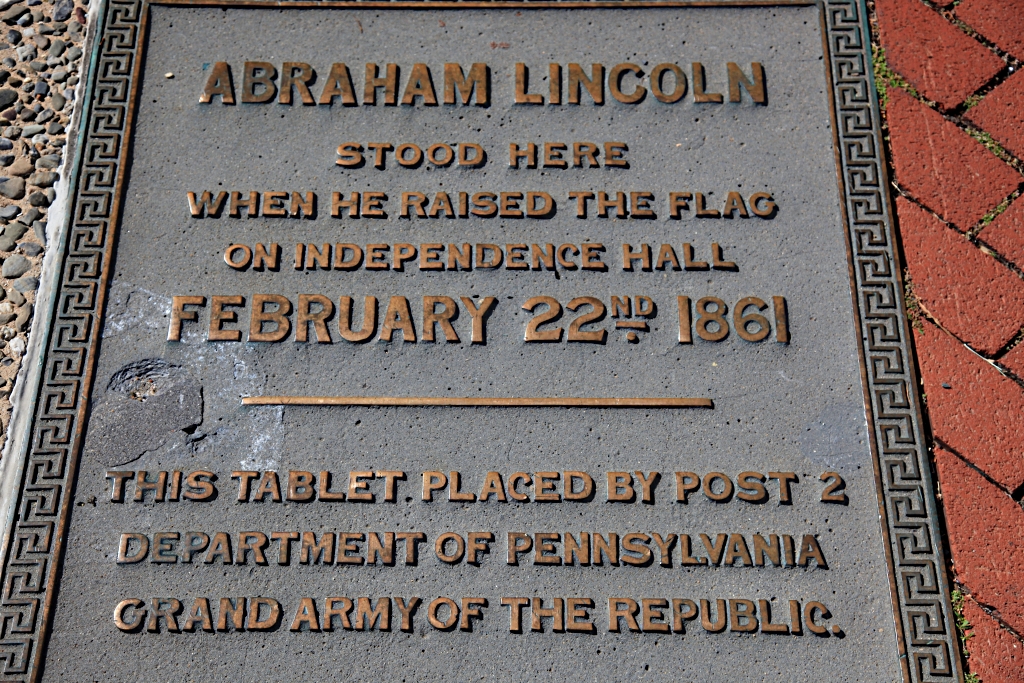 ABRAHAM LINCOLN
STOOD HERE
WHEN HE RAISED THE FLAG
ON INDEPENDENCE HALL
FEBRUARY 22ND 1861
THIS TABLET PLACED BY POST 2
DEPARTMENT OF PENNSYLVANIA
GRAND ARMY OF THE REPUBLIC.